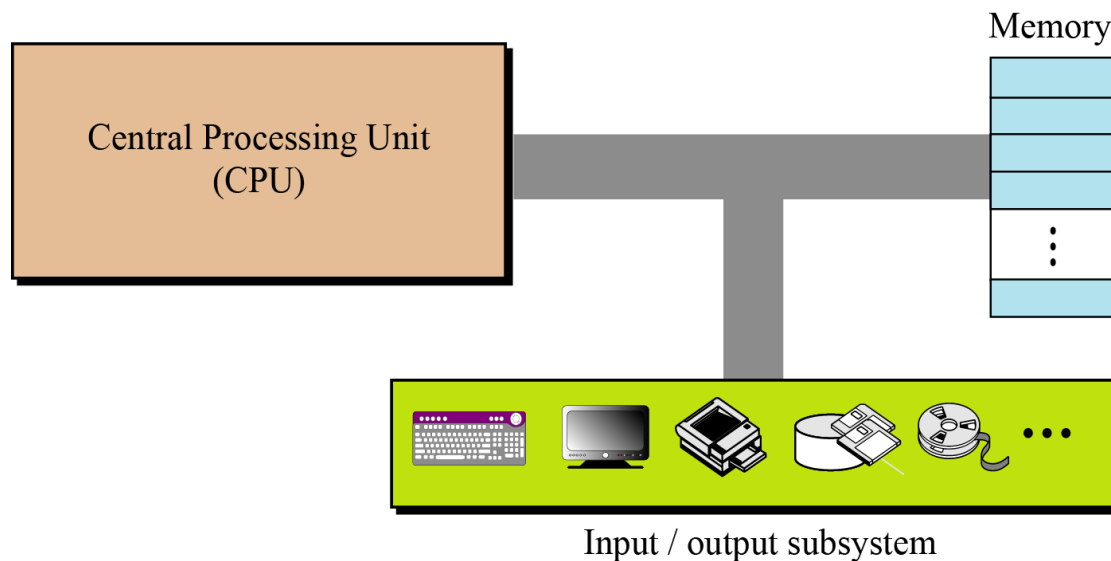 Memory
Central Processing Unit
(CPU)
Input / output subsystem